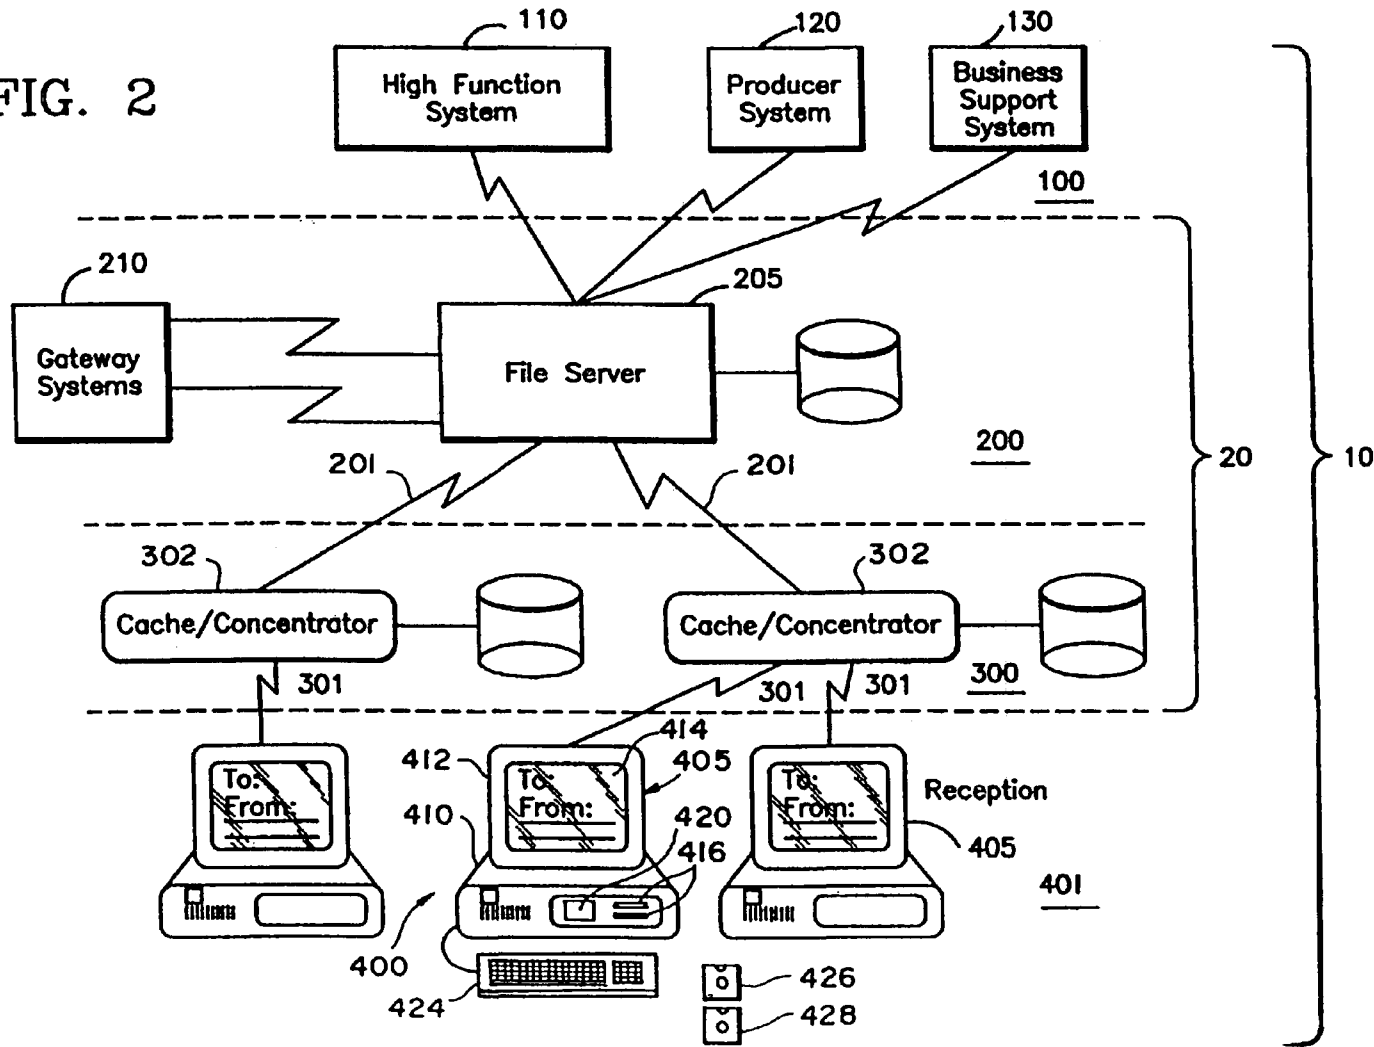 FIG. 2
110
120
130
High Function
System
Producer
System
Business
Support
System
100
210
205
Gateway
Systems
File Server
200
20
10
201
201
302
302
Cache/Concentrator
Cache/Concentrator
301
301
301
300
414
412
405
To:
From:
To:
From:
To:
From:
Reception
410
420
416
405
401
400
424
426
428